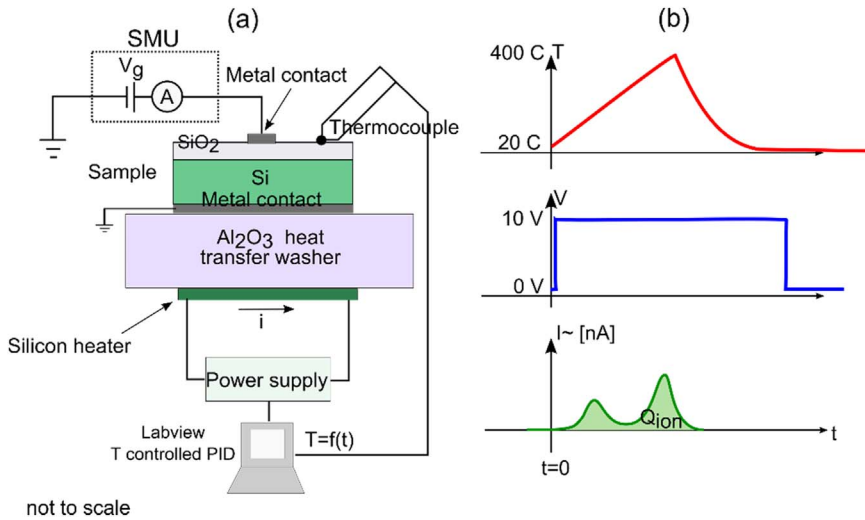 (a)
SMU
Vg
A
Metal contact
Thermocouple
SiO2
Sample
Si
Metal contact
Al2O3 heat
transfer washer
i
Silicon heater
Power supply
Labview
T controlled PID
T=f(t)
not to scale
(b)
400 C T
20 C
V
10 V
0 V
I~ [nA]
Qion
t
t=0